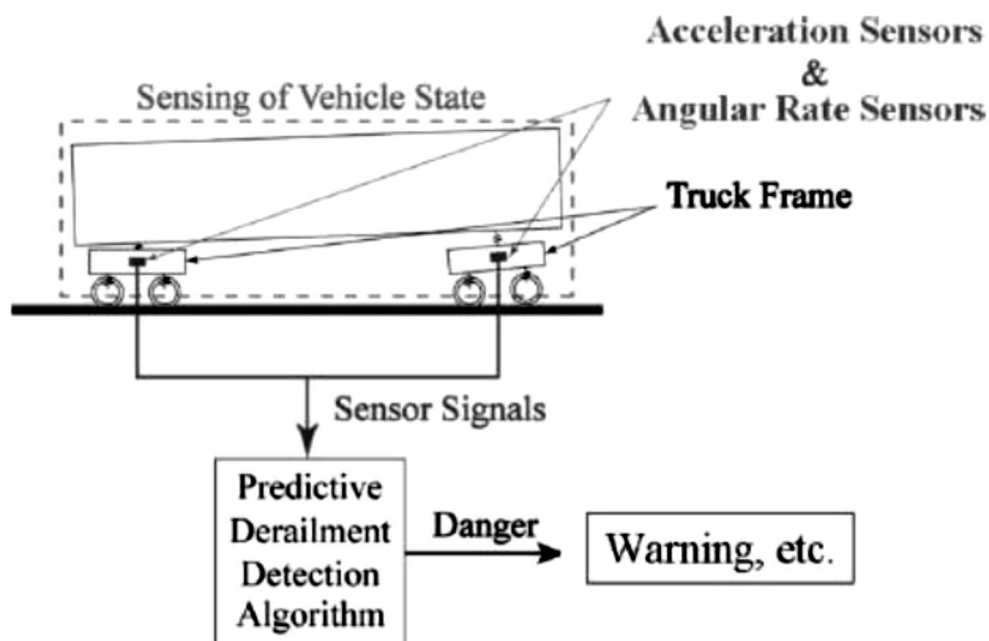 Acceleration Sensors
&
Angular Rate Sensors
Sensing of Vehicle State
Truck Frame
Sensor Signals
Predictive
Derailment
Detection
Algorithm
Danger
Warning, etc.